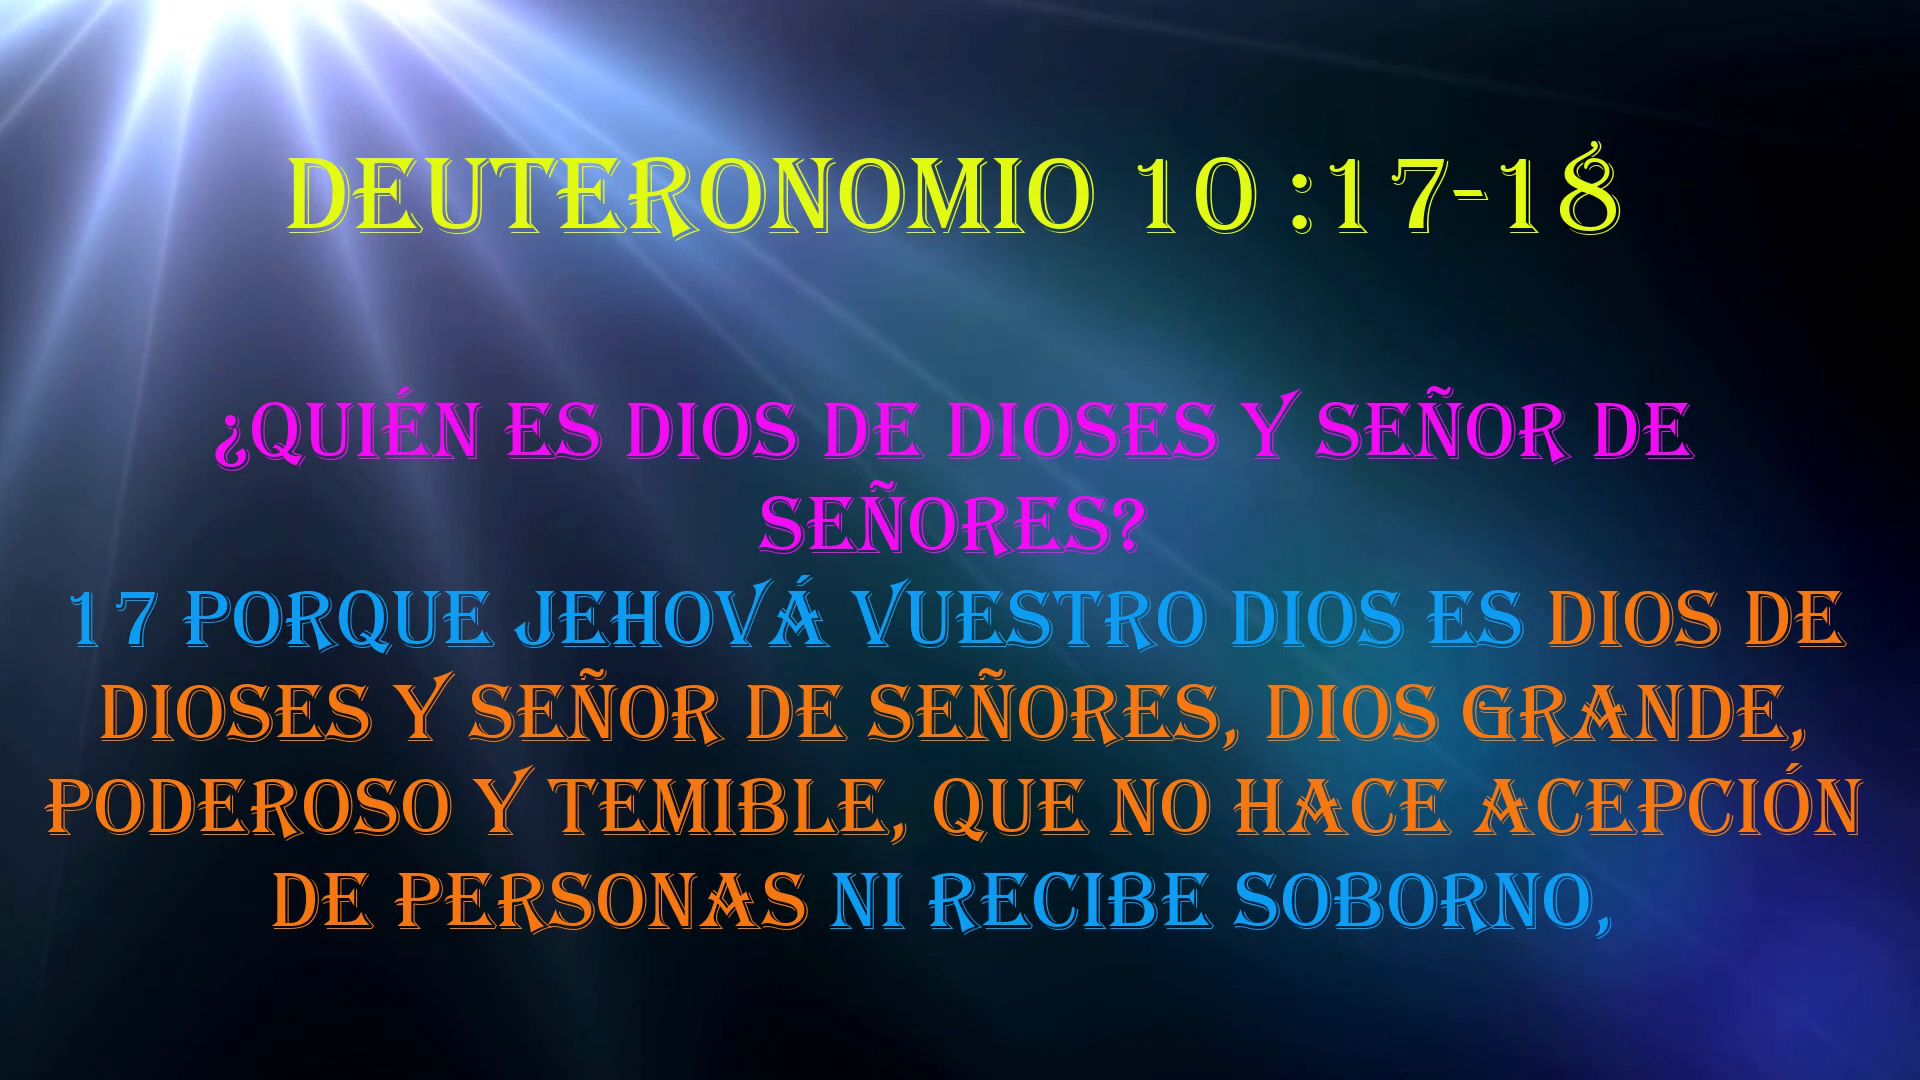 DEUTERONOMIO 10 :17-18
¿QUIÉN ES DIOS DE DIOSES Y SEÑOR DE
SEÑORES?
17 PORQUE JEHOVÁ VUESTRO DIOS ES DIOS DE
DIOSES Y SEÑOR DE SEÑORES, DIOS GRANDE,
PODEROSO Y TEMIBLE, QUE NO HACE ACEPCIÓN
DE PERSONAS NI RECIBE SOBORNO,